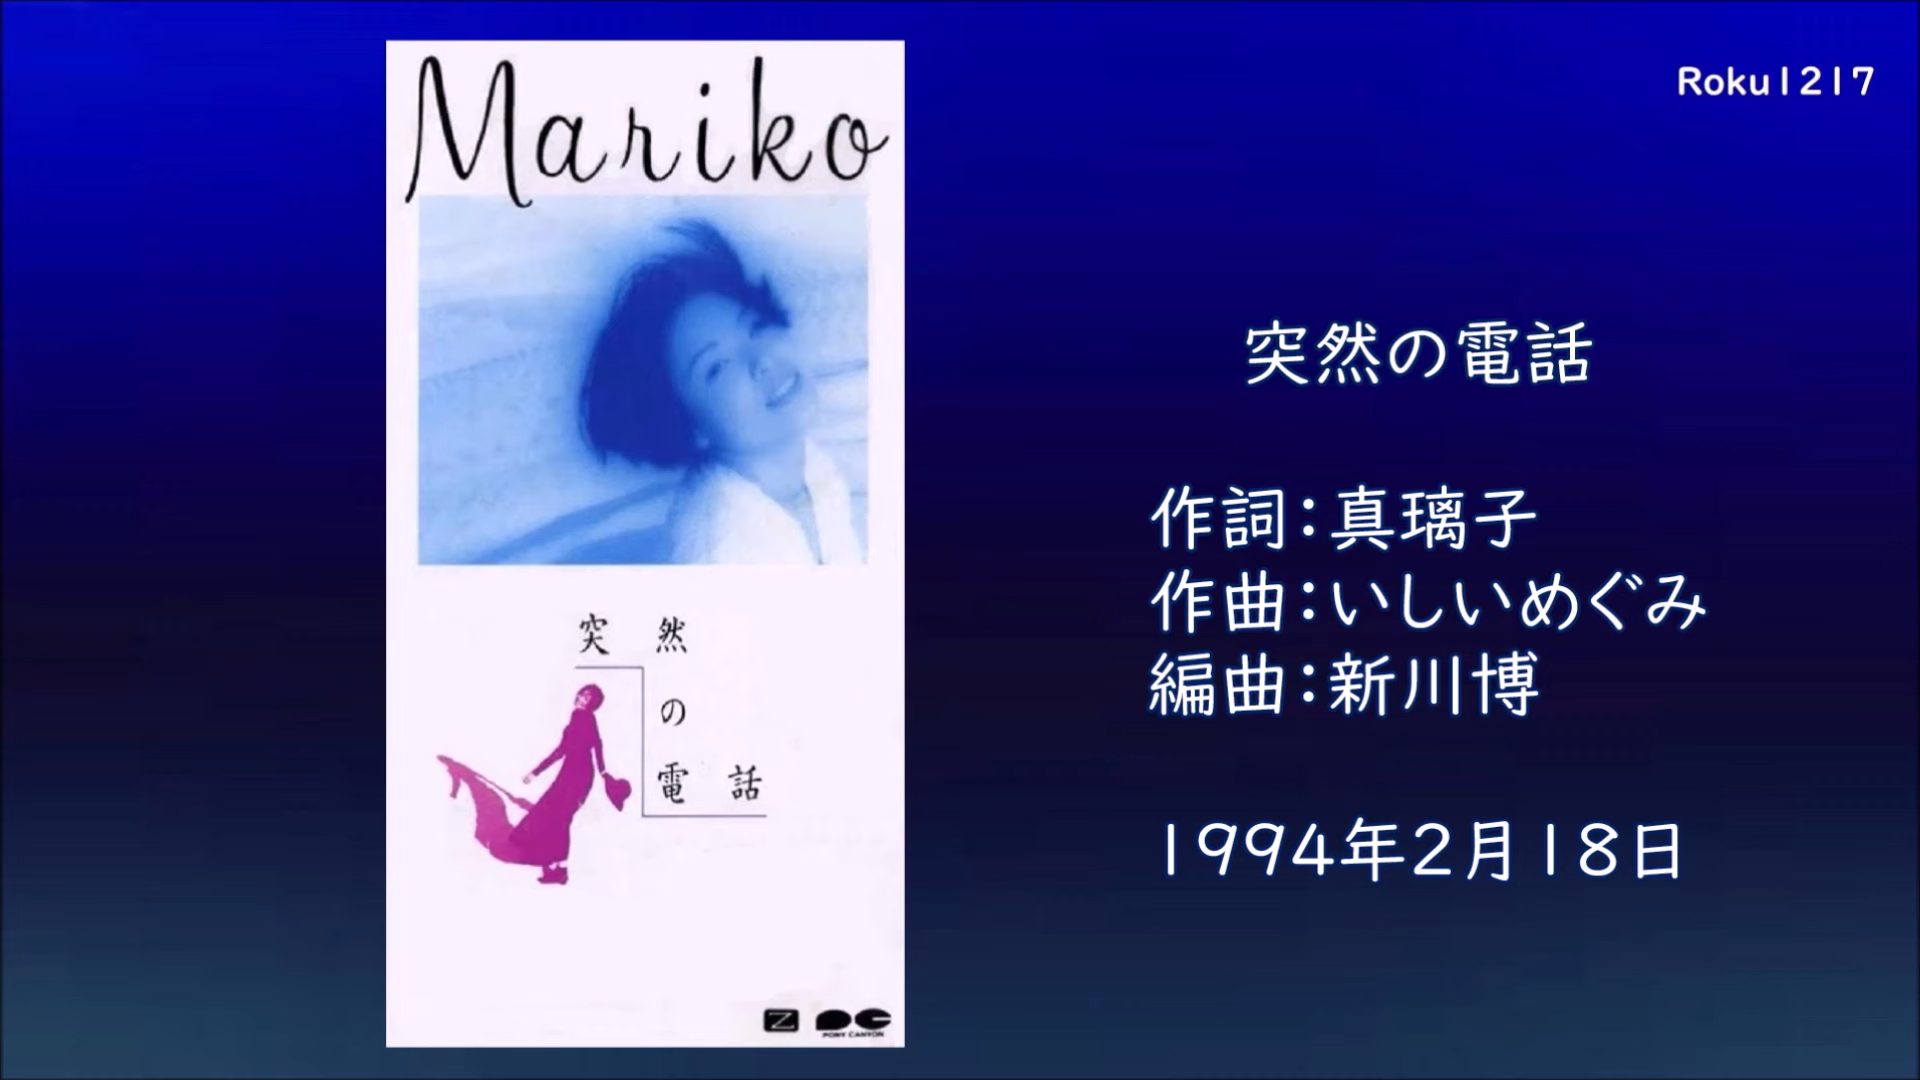 Mariko
突然
の
電話
Z
PONY CANYON
Roku1217
突然の電話
作詞：真璃子
作曲：いしいめぐみ
編曲：新川博
1994年2月18日